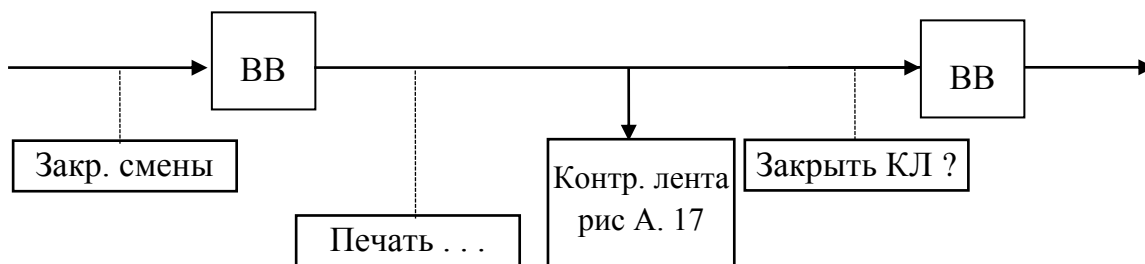 ВВ
ВВ
Закр. смены
Закрыть КЛ ?
Контр. лента
рис А. 17
Печать . . .